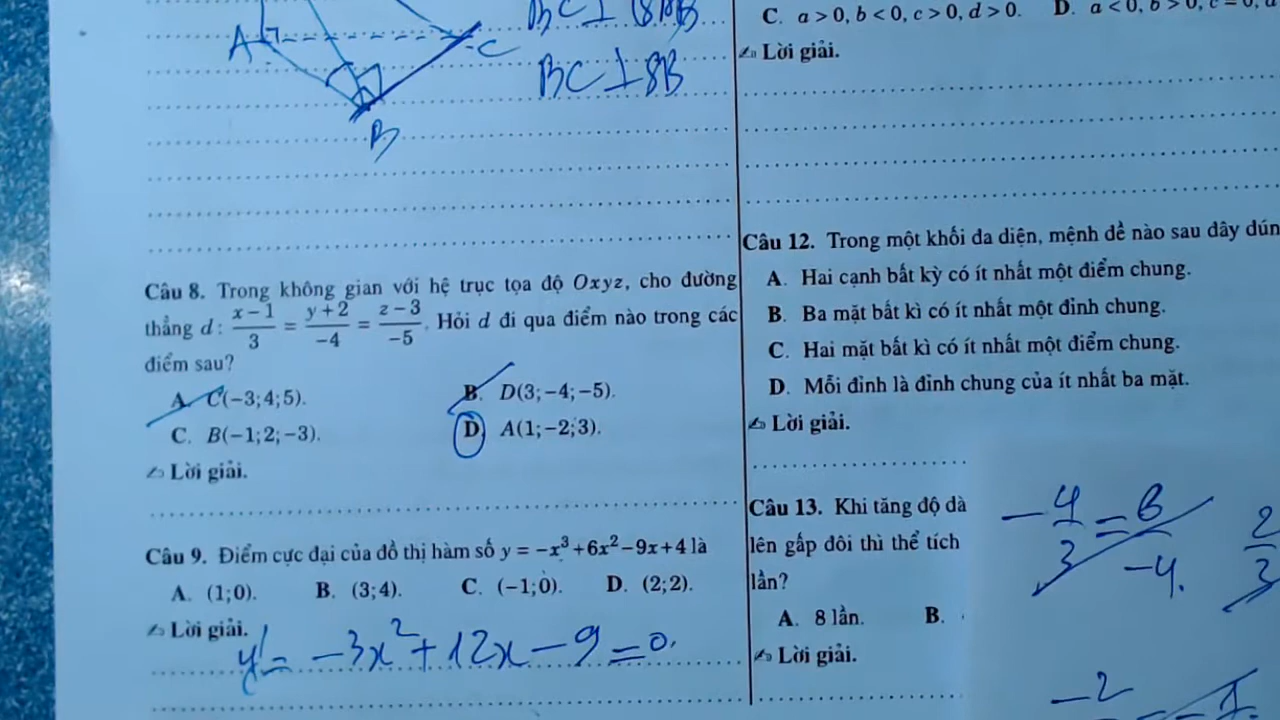 A
C
B
BC ⊥ 8B
Câu 8. Trong không gian với hệ trục tọa độ Oxyz, cho đường
thẳng d : (x − 1)/3 = (y + 2)/−4 = (z − 3)/−5. Hỏi d đi qua điểm nào trong các
điểm sau?
A. C(−3;4;5). B. D(3;−4;−5).
C. B(−1;2;−3). D. A(1;−2;3).
Lời giải.
Câu 9. Điểm cực đại của đồ thị hàm số y = −x³+6x²−9x+4 là
A. (1;0). B. (3;4). C. (−1;0). D. (2;2).
Lời giải.
y' = −3x² + 12x − 9 = 0.
C. a > 0, b < 0, c > 0, d > 0. D. a < 0, b > 0, c = 0,
Lời giải.
Câu 12. Trong một khối đa diện, mệnh đề nào sau đây đún
A. Hai cạnh bất kỳ có ít nhất một điểm chung.
B. Ba mặt bất kì có ít nhất một đỉnh chung.
C. Hai mặt bất kì có ít nhất một điểm chung.
D. Mỗi đỉnh là đỉnh chung của ít nhất ba mặt.
Lời giải.
Câu 13. Khi tăng độ dà
lên gấp đôi thì thể tích
lần?
A. 8 lần. B.
Lời giải.
−4/3 = 6/−4.
2/3
−2